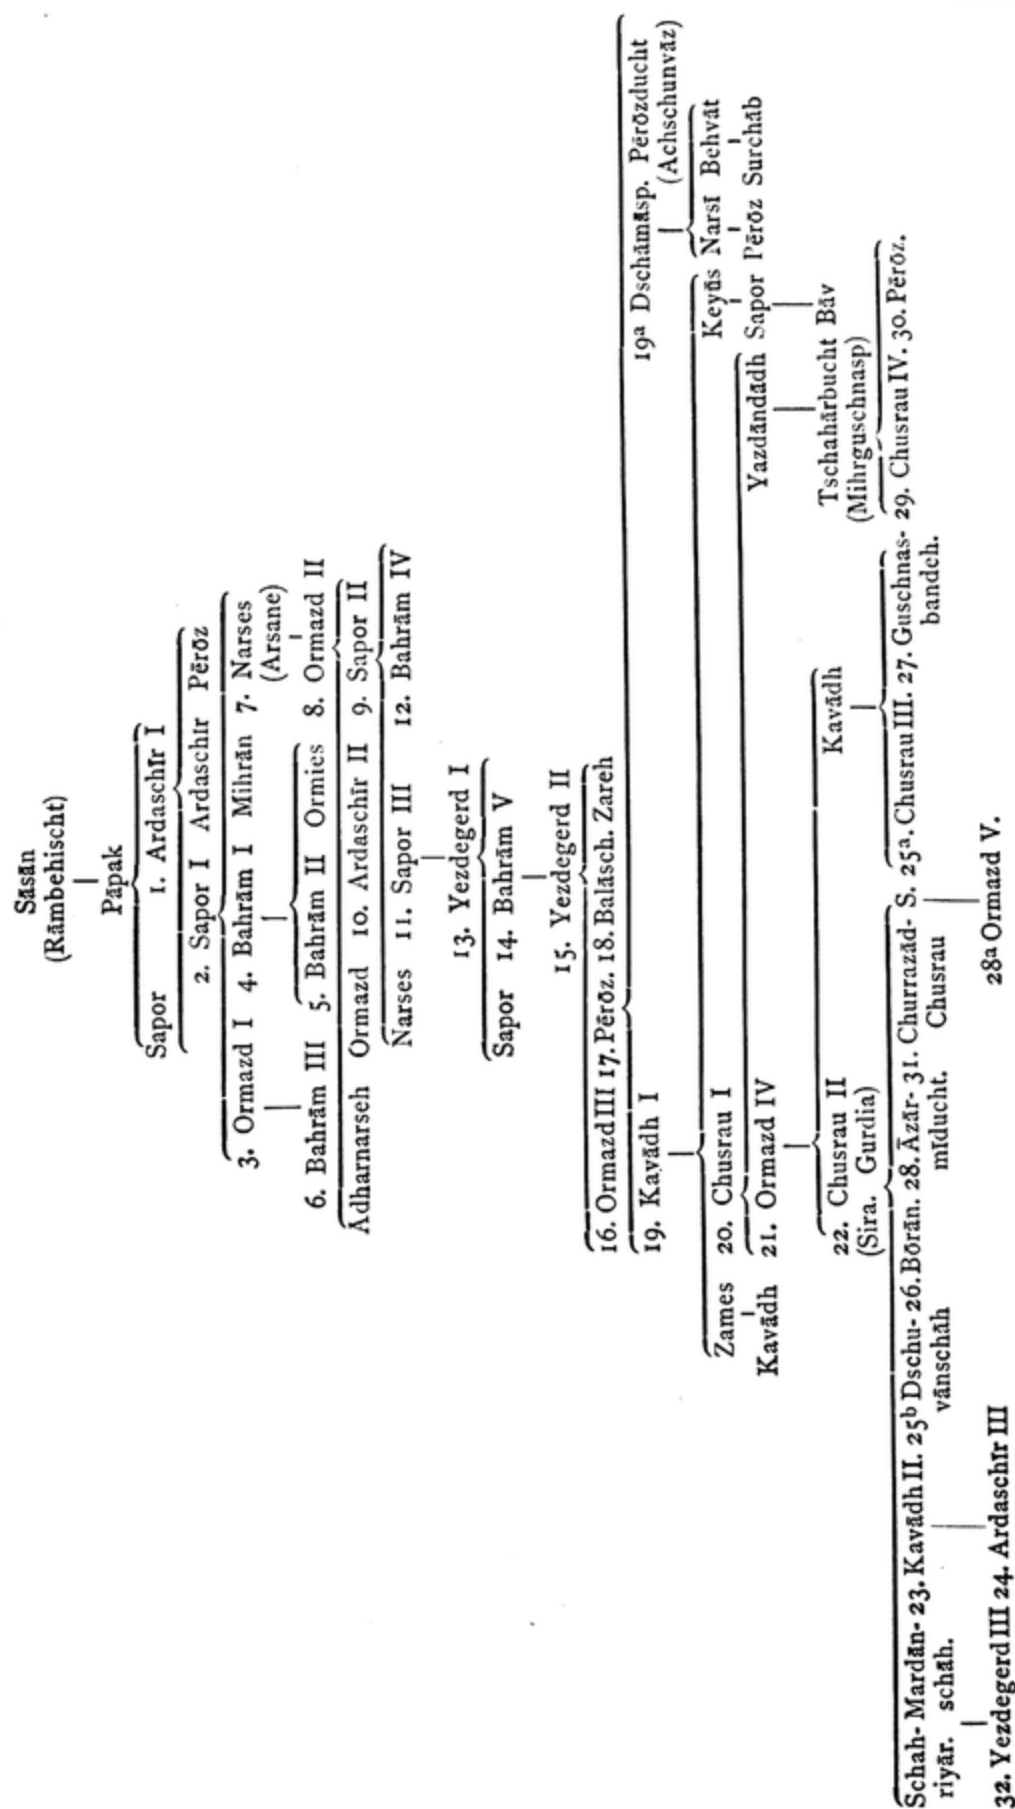 Sāsān
(Rāmbehischt)
Pāpak
Sapor 1. Ardaschīr I
2. Sapor I Ardaschīr Pērōz
3. Ormazd I 4. Bahrām I Mihrān 7. Narses
(Arsane)
6. Bahrām III 5. Bahrām II Ormies 8. Ormazd II
Ādharnarseh Ormazd 10. Ardaschīr II 9. Sapor II
Narses 11. Sapor III 12. Bahrām IV
13. Yezdegerd I
Sapor 14. Bahrām V
15. Yezdegerd II
16. Ormazd III 17. Pērōz. 18. Balāsch. Zareh
19. Kavādh I 19a Dschāmāsp. Pērōzducht
(Achschunvāz)
Zames 20. Chusrau I Keyūs Narsī Behvāt
Kavādh 21. Ormazd IV Yazdāndādh Sapor Pērōz Surchāb
22. Chusrau II Kavādh Tschahārbucht Bāv
(Sira. Gurdia) (Mihrguschnasp)
Schah- Mardān- 23. Kavādh II. 25b Dschu- 26. Bōrān. 28. Āzār- 31. Churrazād- S. 25a. Chusrau III. 27. Guschnas- 29. Chusrau IV. 30. Pērōz.
riyār. schāh. vānschāh mīducht. Chusrau bandeh.
32. Yezdegerd III 24. Ardaschīr III 28a Ormazd V.